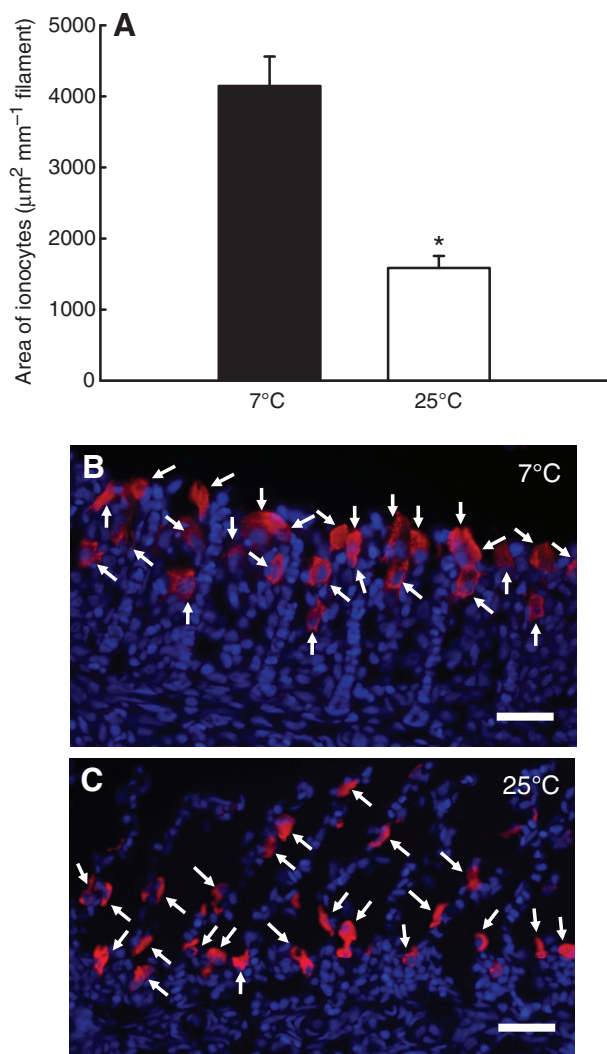 A
Area of ionocytes (μm² mm⁻¹ filament)
5000
4000
3000
2000
1000
0
*
7°C
25°C
B
7°C
C
25°C